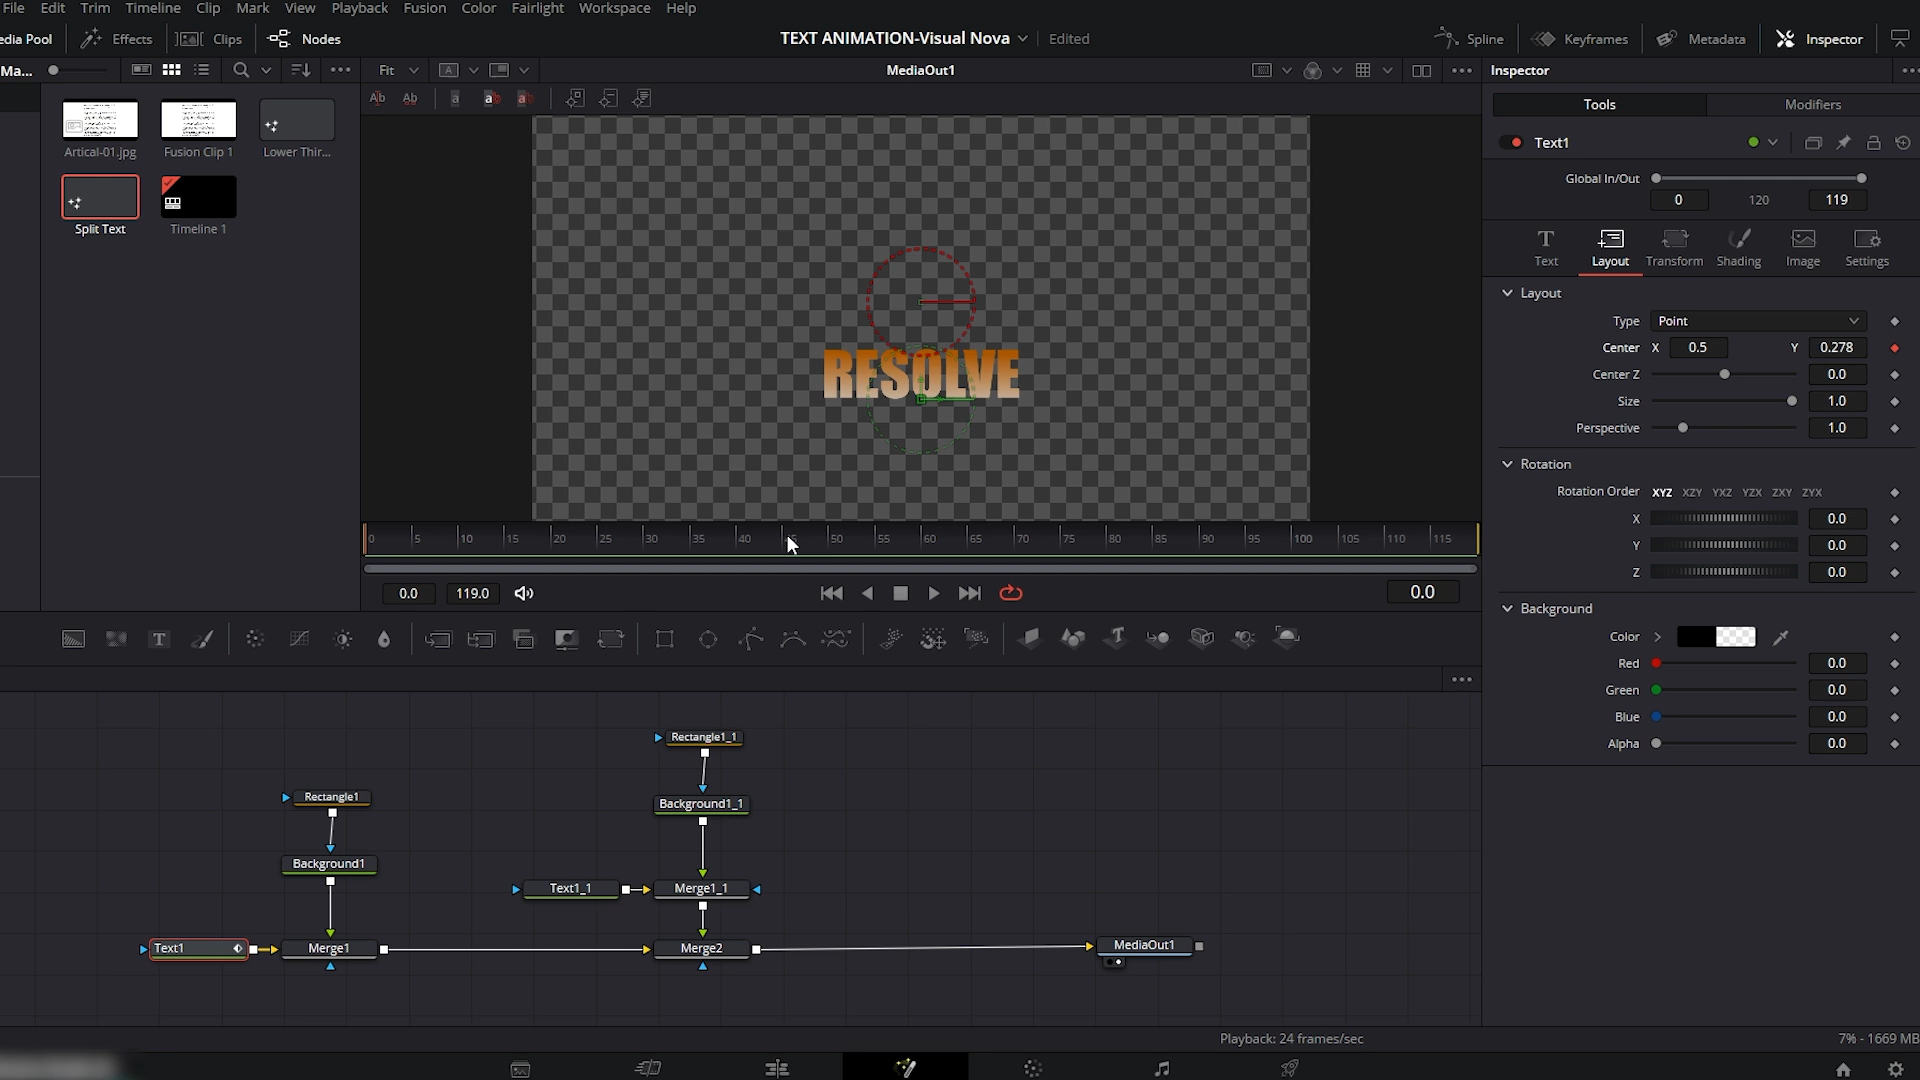 File Edit Trim Timeline Clip Mark View Playback Fusion Color Fairlight Workspace Help
edia Pool Effects Clips Nodes TEXT ANIMATION-Visual Nova Edited Spline Keyframes Metadata Inspector
Ma... Fit A MediaOut1 Inspector
Ab Ab a ab ab Tools Modifiers
Artical-01.jpg Fusion Clip 1 Lower Thir...
Text1
Global In/Out
0 120 119
Split Text Timeline 1
Text Layout Transform Shading Image Settings
Layout
Type Point
Center X 0.5 Y 0.278
Center Z 0.0
Size 1.0
Perspective 1.0
RESOLVE
Rotation
Rotation Order XYZ XZY YXZ YZX ZXY ZYX
X 0.0
Y 0.0
Z 0.0
0 5 10 15 20 25 30 35 40 50 55 60 65 70 75 80 85 90 95 100 105 110 115
0.0 119.0 0.0
Background
Color
Red 0.0
Green 0.0
Blue 0.0
Alpha 0.0
T T
Rectangle1_1
Rectangle1
Background1_1
Background1
Text1_1 Merge1_1
Text1 Merge1 Merge2 MediaOut1
Playback: 24 frames/sec 7% - 1669 MB